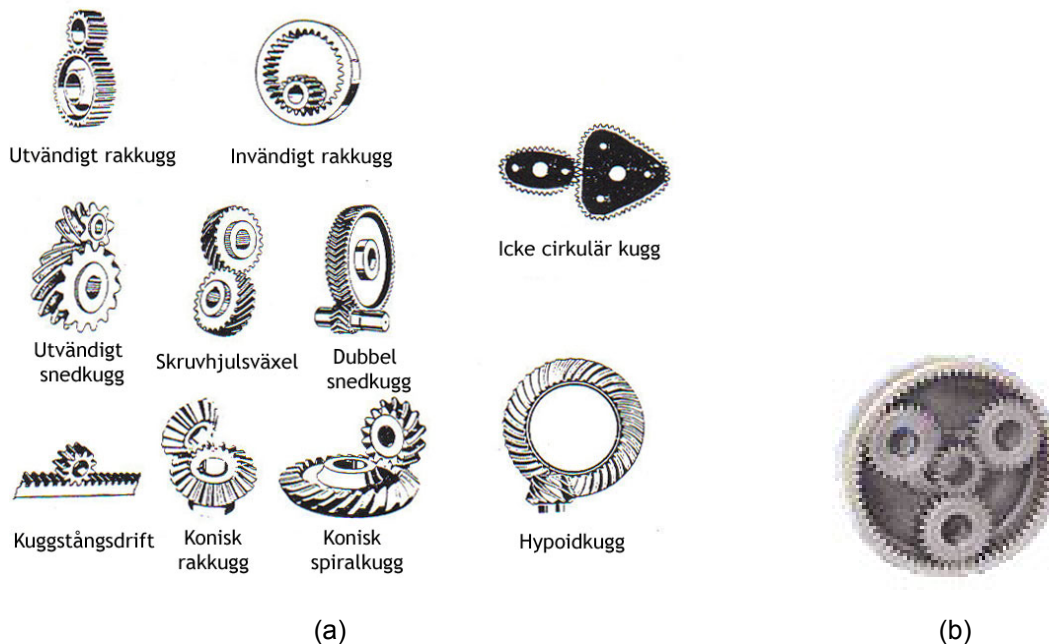 Utvändigt rakkugg
Invändigt rakkugg
Icke cirkulär kugg
Utvändigt
snedkugg
Skruvhjulsväxel
Dubbel
snedkugg
Kuggstångsdrift
Konisk
rakkugg
Konisk
spiralkugg
Hypoidkugg
(a)
(b)